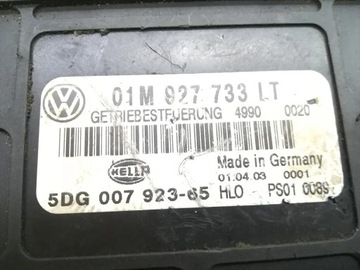 01M 927 733 LT
GETRIEBESTEUERUNG 4990 0020
HELLA
Made in Germany
01.04.03 0001
5DG 007 923-65 HLO - PS01 0089